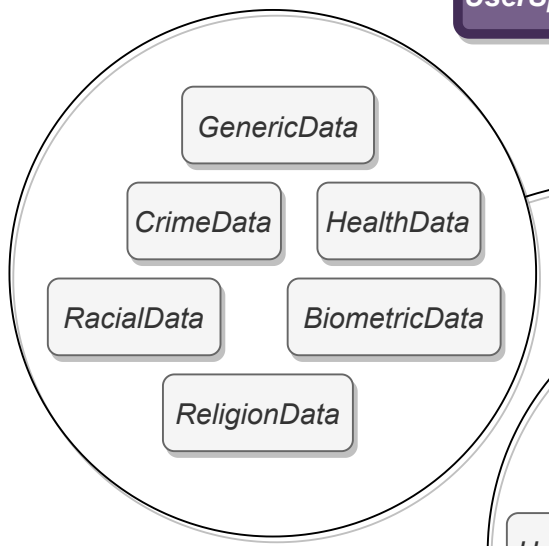 GenericData
CrimeData
HealthData
RacialData
BiometricData
ReligionData